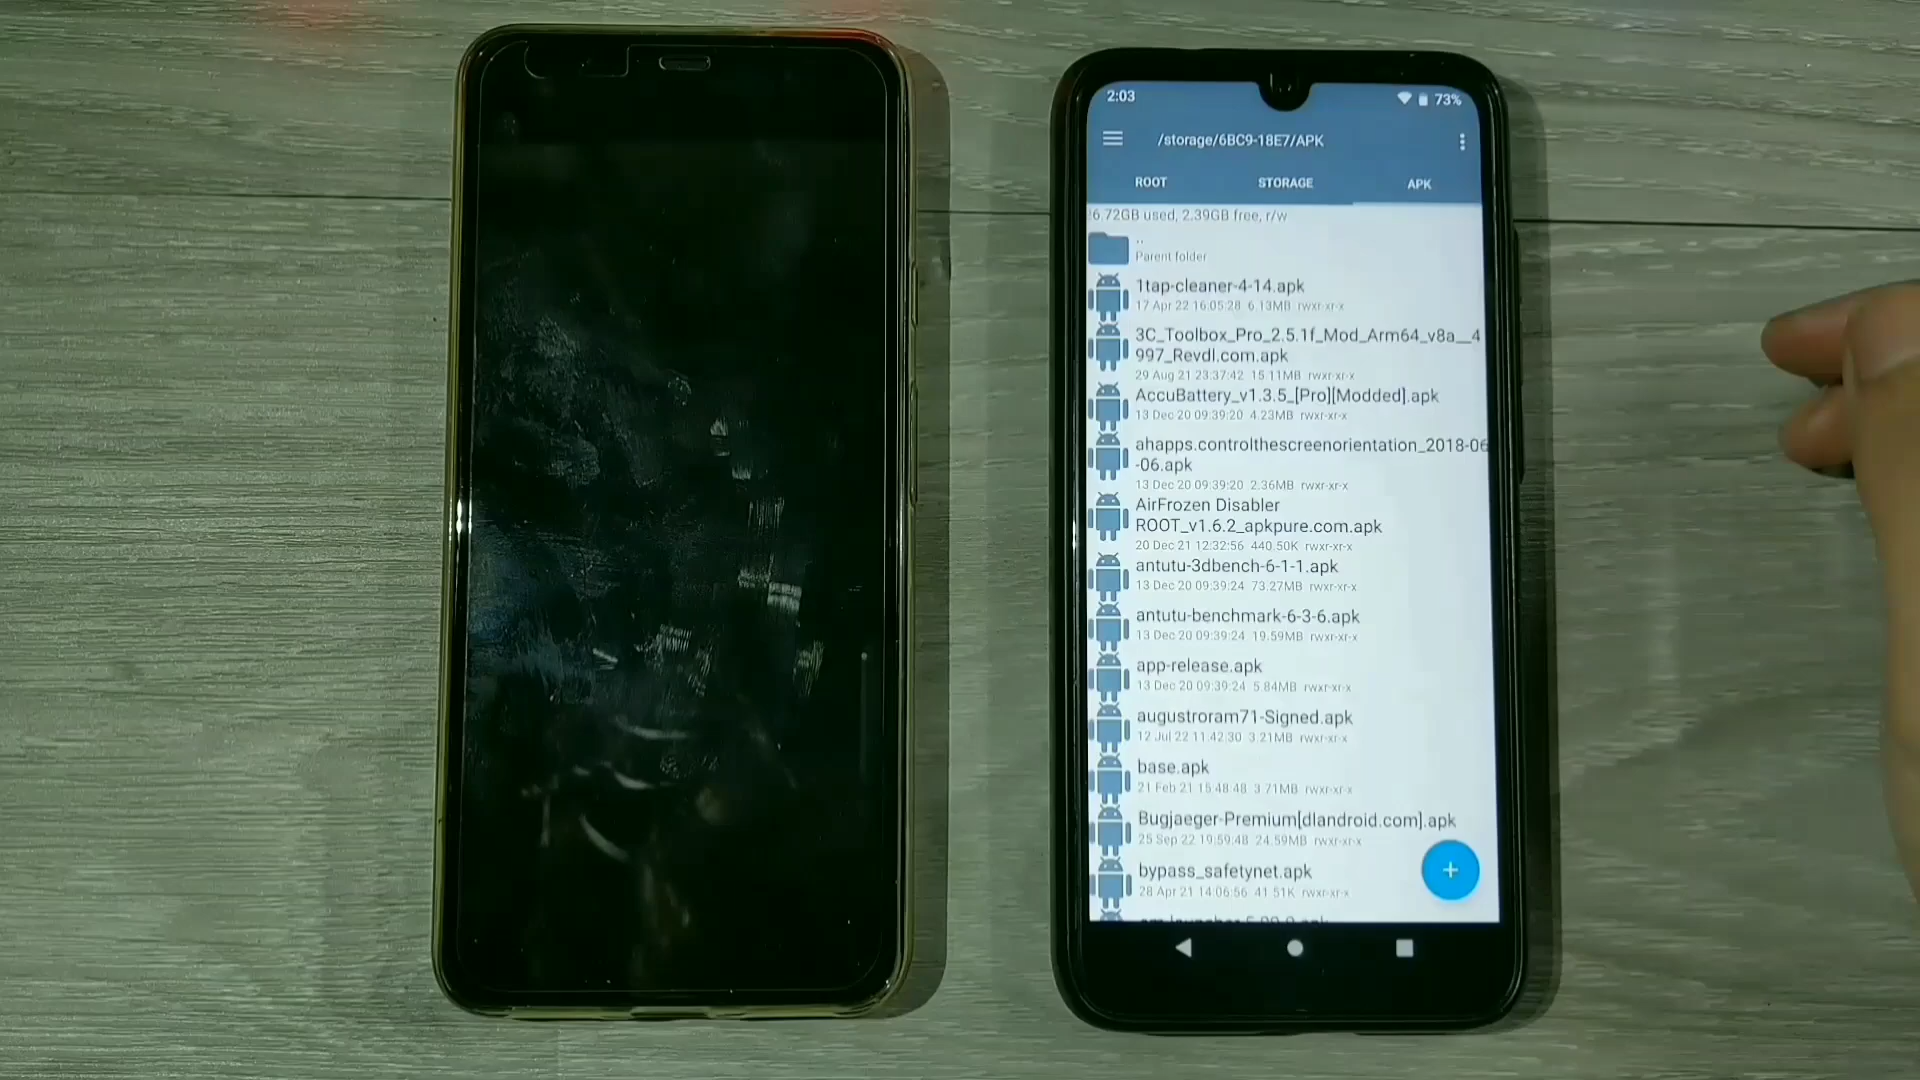 2:03
73%
/storage/6BC9-18E7/APK
ROOT
STORAGE
APK
26.72GB used, 2.39GB free, r/w
..
Parent folder
1tap-cleaner-4-14.apk
17 Apr 22 16:05:28 6.13MB rwxr-xr-x
3C_Toolbox_Pro_2.5.1f_Mod_Arm64_v8a__4
997_Revdl.com.apk
29 Aug 21 23:37:42 15.11MB rwxr-xr-x
AccuBattery_v1.3.5_[Pro][Modded].apk
13 Dec 20 09:39:20 4.23MB rwxr-xr-x
ahapps.controlthescreenorientation_2018-06
-06.apk
13 Dec 20 09:39:20 2.36MB rwxr-xr-x
AirFrozen Disabler
ROOT_v1.6.2_apkpure.com.apk
20 Dec 21 12:32:56 440.50K rwxr-xr-x
antutu-3dbench-6-1-1.apk
13 Dec 20 09:39:24 73.27MB rwxr-xr-x
antutu-benchmark-6-3-6.apk
13 Dec 20 09:39:24 19.59MB rwxr-xr-x
app-release.apk
13 Dec 20 09:39:24 5.84MB rwxr-xr-x
augustroram71-Signed.apk
12 Jul 22 11:42:30 3.21MB rwxr-xr-x
base.apk
21 Feb 21 15:48:48 3.71MB rwxr-xr-x
Bugjaeger-Premium[dlandroid.com].apk
25 Sep 22 19:59:48 24.59MB rwxr-xr-x
bypass_safetynet.apk
28 Apr 21 14:06:56 41.51K rwxr-xr-x